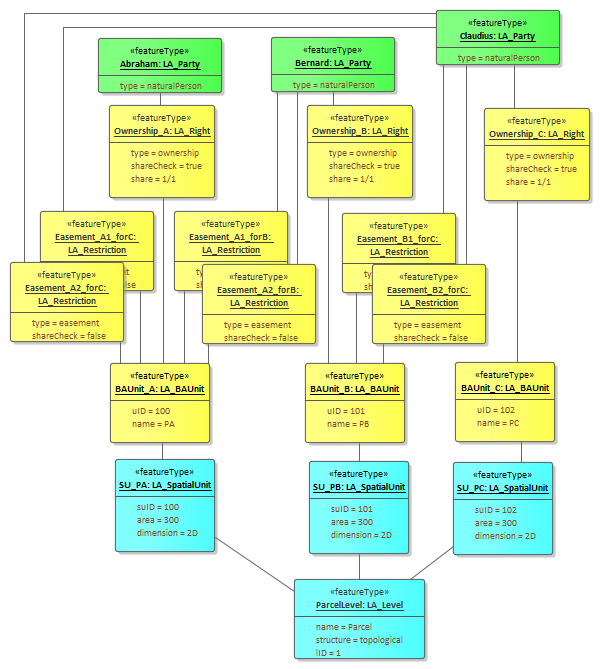 «featureType»
Claudius: LA_Party
type = naturalPerson
«featureType»
Abraham: LA_Party
type = naturalPerson
«featureType»
Bernard: LA_Party
type = naturalPerson
«featureType»
Ownership_A: LA_Right
type = ownership
shareCheck = true
share = 1/1
«featureType»
Ownership_B: LA_Right
type = ownership
shareCheck = true
share = 1/1
«featureType»
Ownership_C: LA_Right
type = ownership
shareCheck = true
share = 1/1
«featureType»
Easement_A1_forC:
LA_Restriction
«featureType»
Easement_A2_forC:
LA_Restriction
type = easement
shareCheck = false
«featureType»
Easement_A1_forB:
LA_Restriction
«featureType»
Easement_A2_forB:
LA_Restriction
type = easement
shareCheck = false
«featureType»
Easement_B1_forC:
LA_Restriction
«featureType»
Easement_B2_forC:
LA_Restriction
type = easement
shareCheck = false
«featureType»
BAUnit_A: LA_BAUnit
uID = 100
name = PA
«featureType»
BAUnit_B: LA_BAUnit
uID = 101
name = PB
«featureType»
BAUnit_C: LA_BAUnit
uID = 102
name = PC
«featureType»
SU_PA: LA_SpatialUnit
suID = 100
area = 300
dimension = 2D
«featureType»
SU_PB: LA_SpatialUnit
suID = 101
area = 300
dimension = 2D
«featureType»
SU_PC: LA_SpatialUnit
suID = 102
area = 300
dimension = 2D
«featureType»
ParcelLevel: LA_Level
name = Parcel
structure = topological
lID = 1